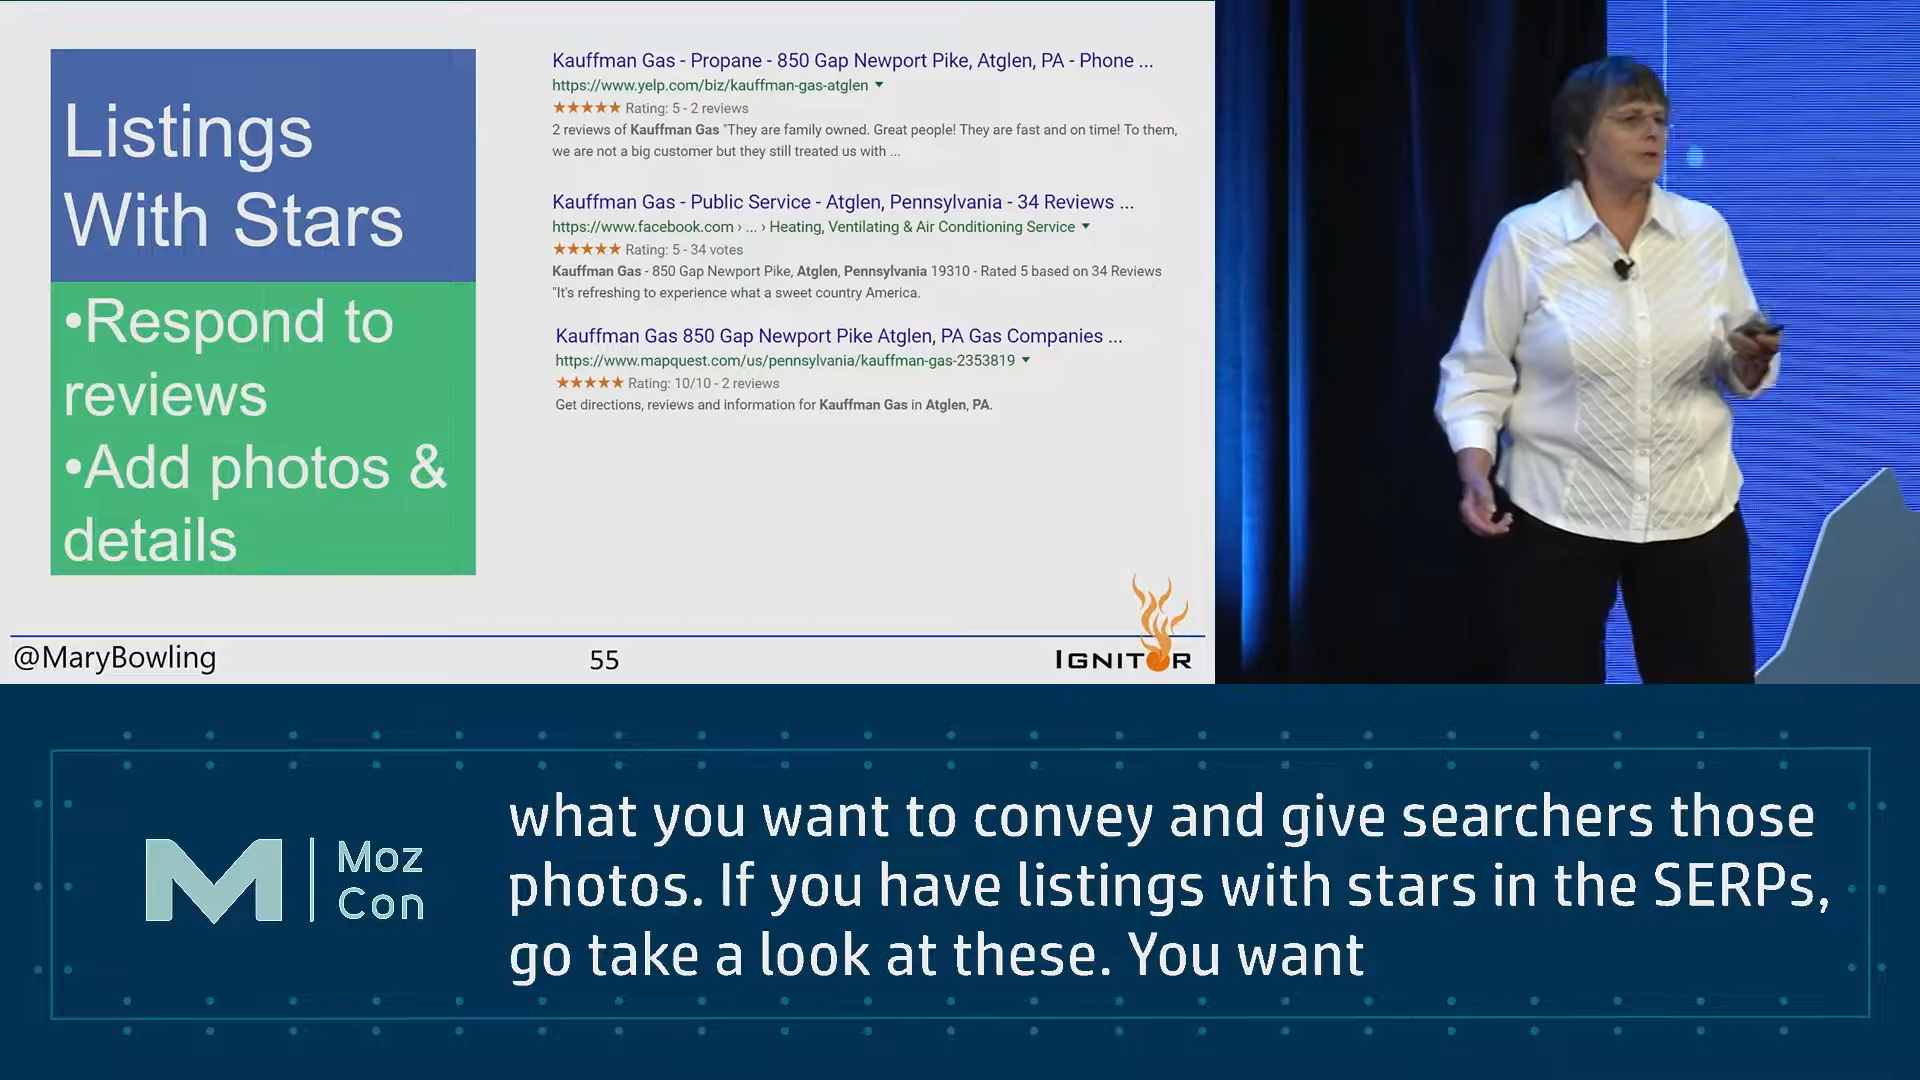 Listings
With Stars
•Respond to
reviews
•Add photos &
details
Kauffman Gas - Propane - 850 Gap Newport Pike, Atglen, PA - Phone ...
https://www.yelp.com/biz/kauffman-gas-atglen
Rating: 5 - 2 reviews
2 reviews of Kauffman Gas "They are family owned. Great people! They are fast and on time! To them,
we are not a big customer but they still treated us with ...
Kauffman Gas - Public Service - Atglen, Pennsylvania - 34 Reviews ...
https://www.facebook.com › ... › Heating, Ventilating & Air Conditioning Service
Rating: 5 - 34 votes
Kauffman Gas - 850 Gap Newport Pike, Atglen, Pennsylvania 19310 - Rated 5 based on 34 Reviews
"It's refreshing to experience what a sweet country America.
Kauffman Gas 850 Gap Newport Pike Atglen, PA Gas Companies ...
https://www.mapquest.com/us/pennsylvania/kauffman-gas-2353819
Rating: 10/10 - 2 reviews
Get directions, reviews and information for Kauffman Gas in Atglen, PA.
@MaryBowling
55
IGNITOR
Moz
Con
what you want to convey and give searchers those
photos. If you have listings with stars in the SERPs,
go take a look at these. You want